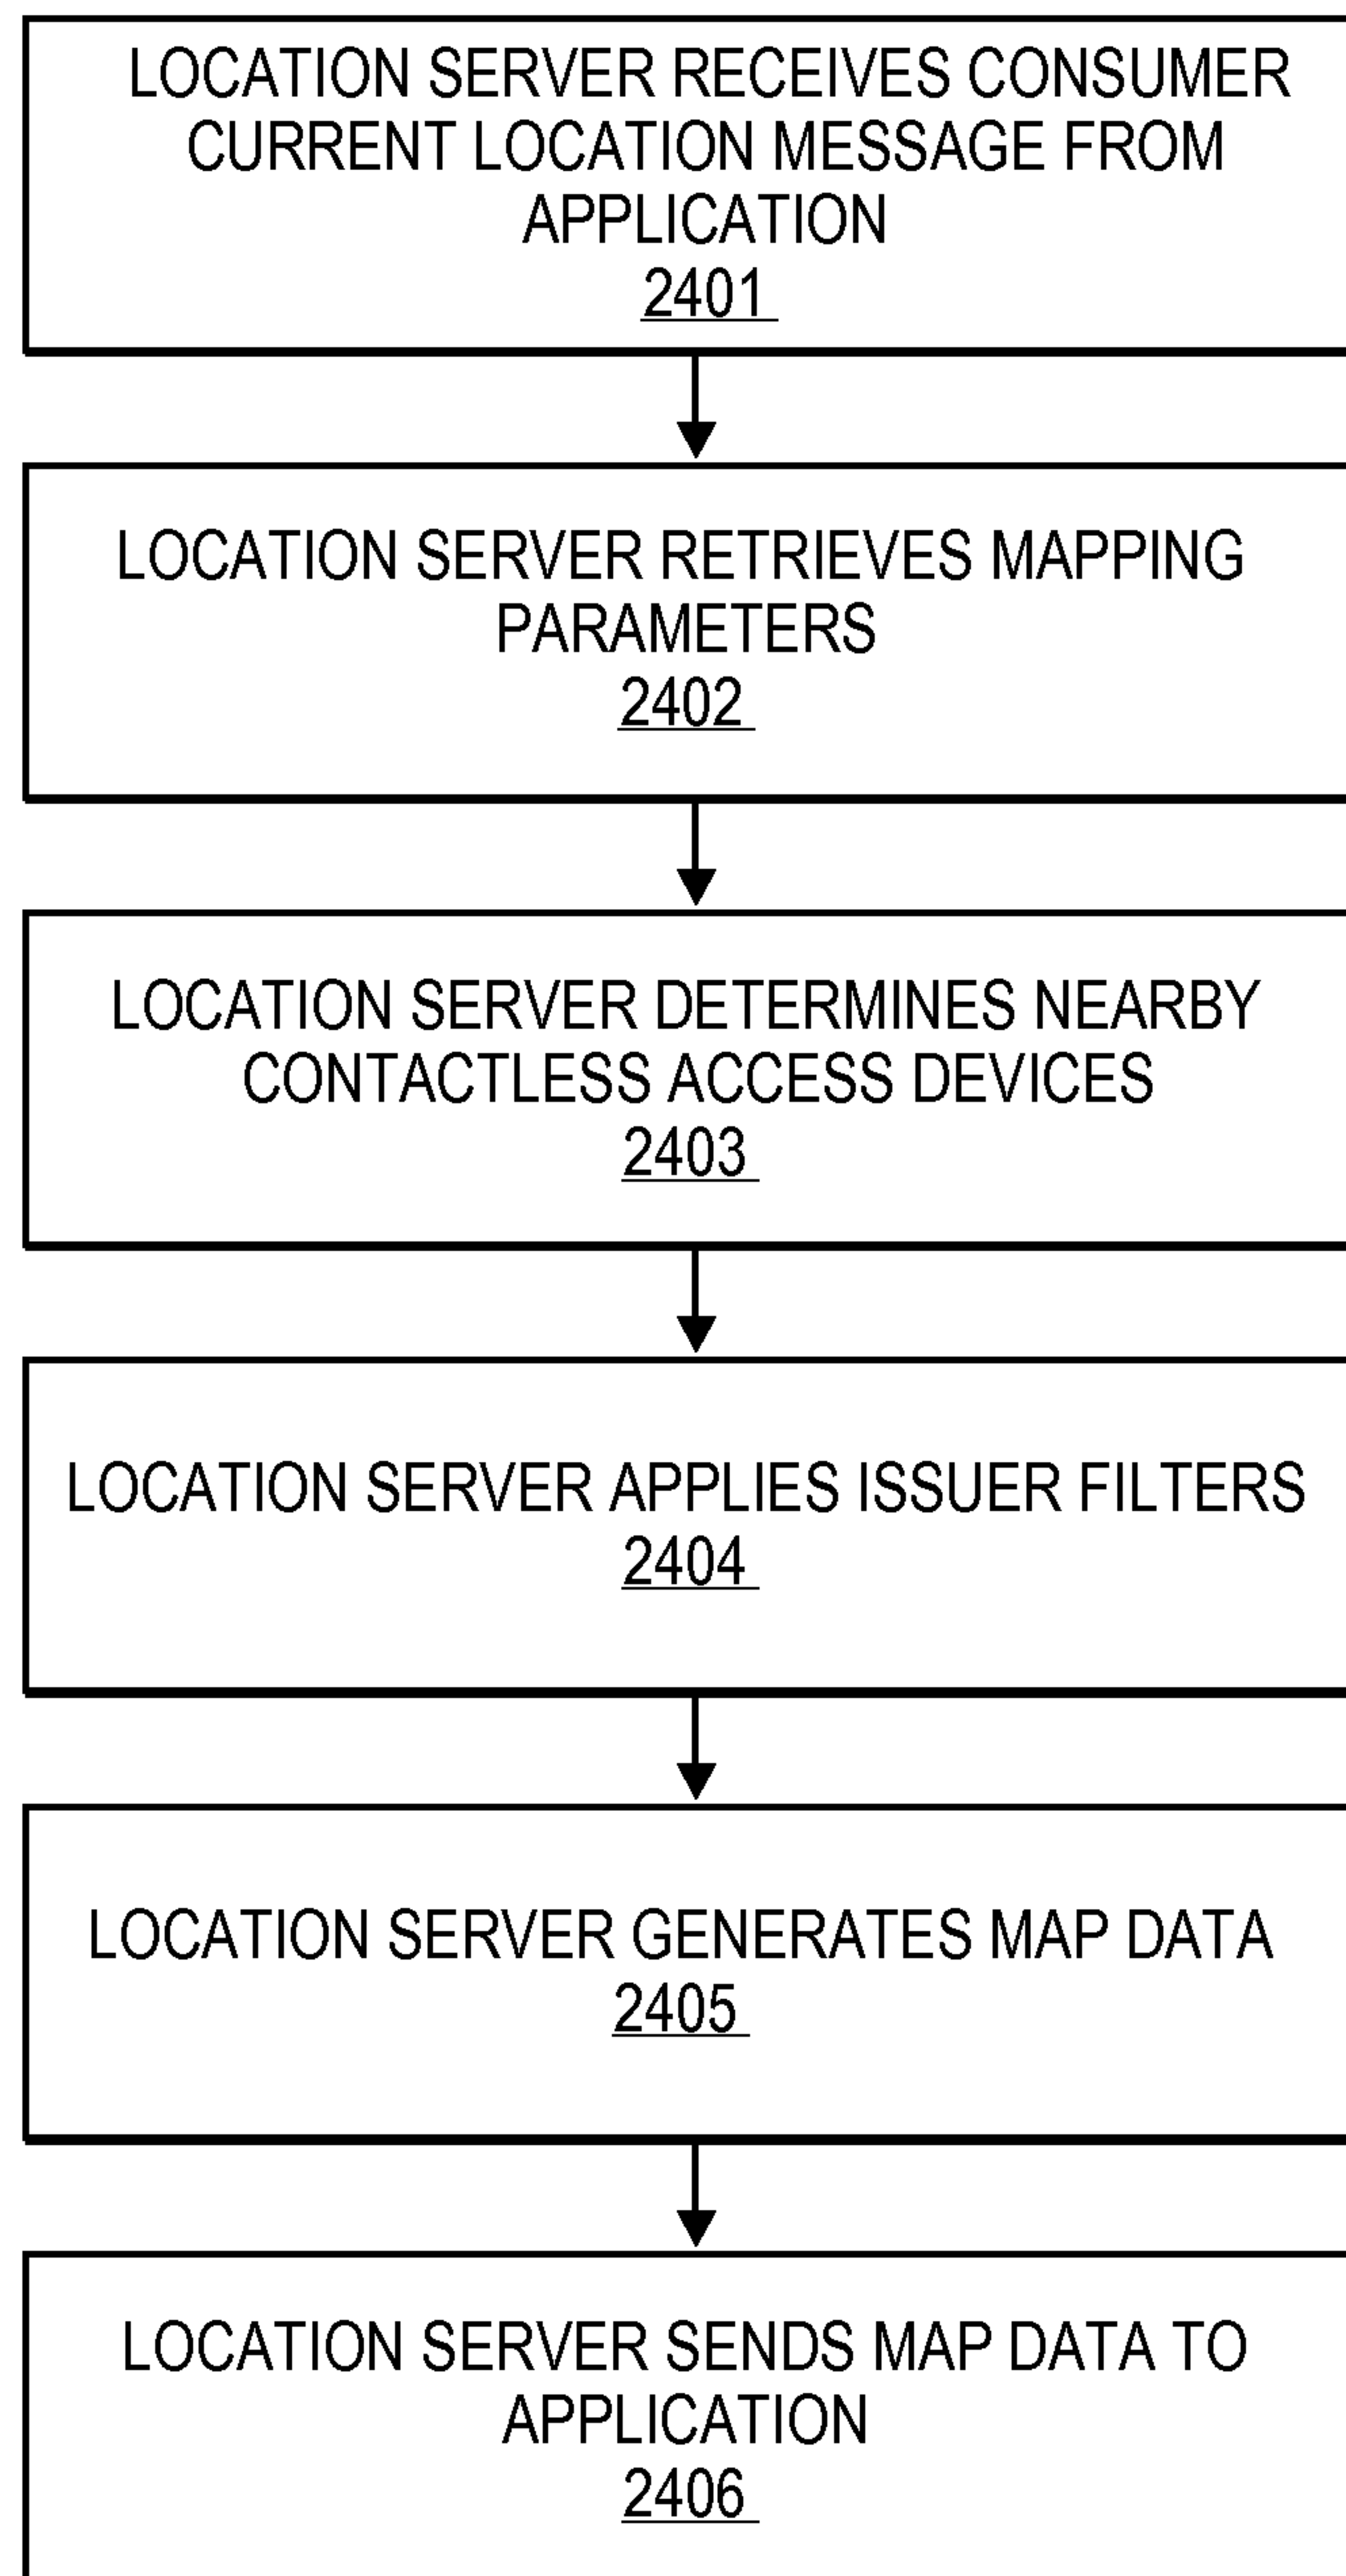 LOCATION SERVER RECEIVES CONSUMER
CURRENT LOCATION MESSAGE FROM
APPLICATION
2401
LOCATION SERVER RETRIEVES MAPPING
PARAMETERS
2402
LOCATION SERVER DETERMINES NEARBY
CONTACTLESS ACCESS DEVICES
2403
LOCATION SERVER APPLIES ISSUER FILTERS
2404
LOCATION SERVER GENERATES MAP DATA
2405
LOCATION SERVER SENDS MAP DATA TO
APPLICATION
2406